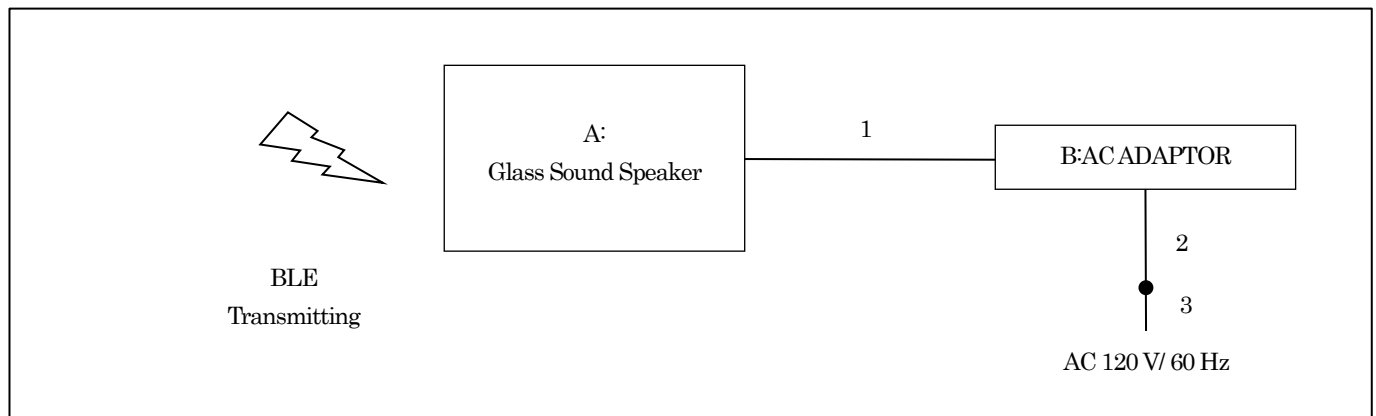 A:
Glass Sound Speaker
1
B:AC ADAPTOR
2
BLE
Transmitting
3
AC 120 V/ 60 Hz